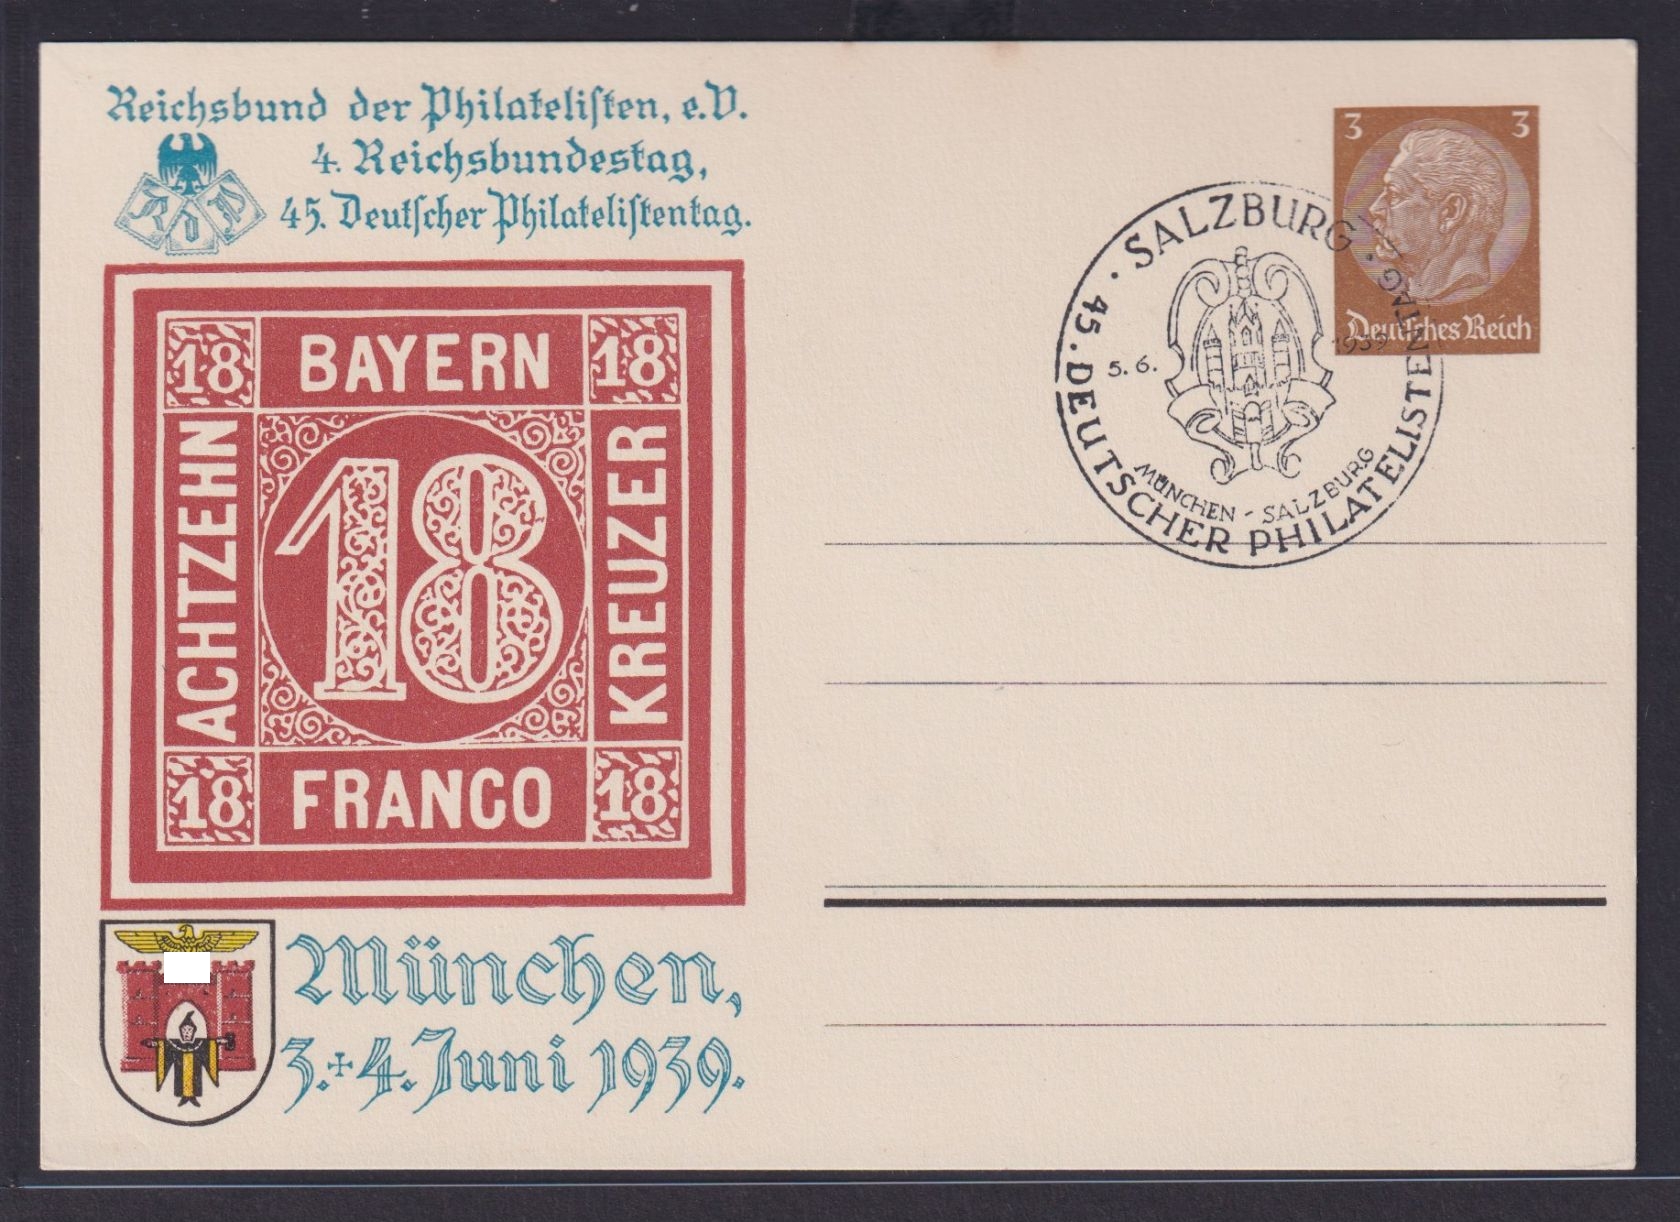 Reichsbund der Philatelisten, e.V.
4. Reichsbundestag,
45. Deutscher Philatelistentag.
R d P
18 BAYERN 18
ACHTZEHN
18
KREUZER
18 FRANCO 18
München,
3.+4. Juni 1939.
3 3
Deutsches Reich
· SALZBURG ·
45. DEUTSCHER PHILATELISTENTAG
5.6. 1939
MÜNCHEN - SALZBURG